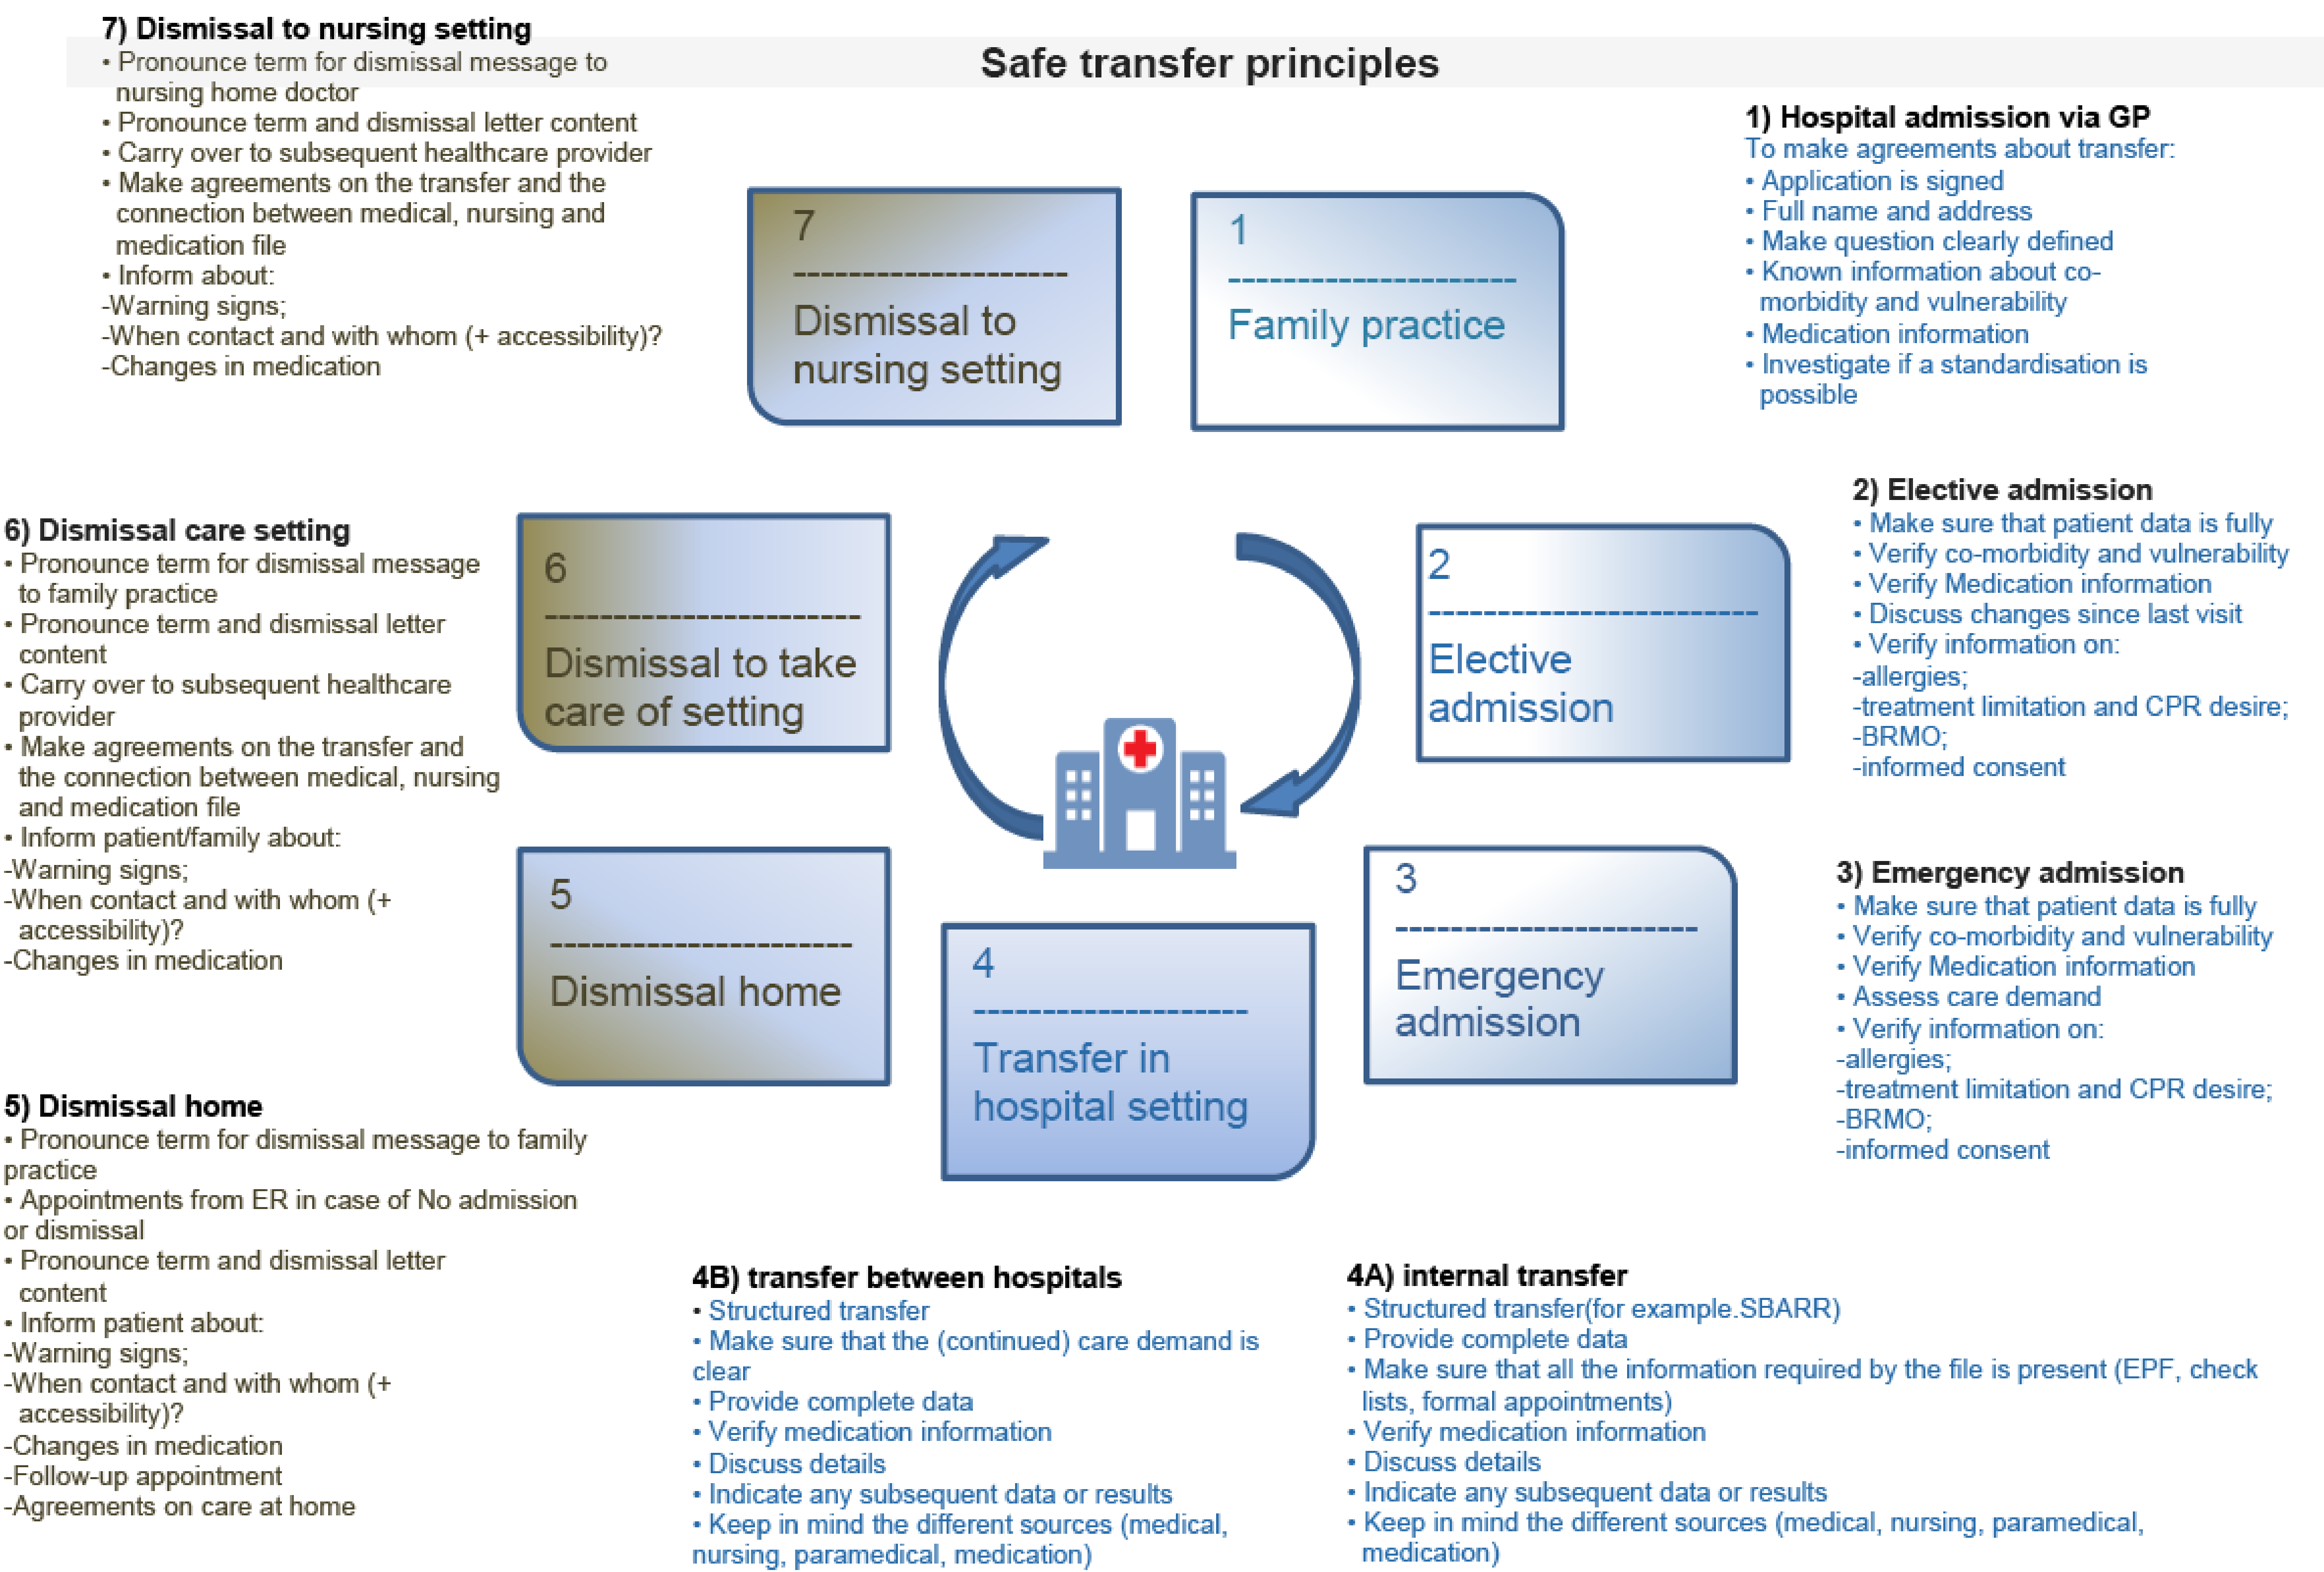 Safe transfer principles
7) Dismissal to nursing setting
• Pronounce term for dismissal message to
nursing home doctor
• Pronounce term and dismissal letter content
• Carry over to subsequent healthcare provider
• Make agreements on the transfer and the
connection between medical, nursing and
medication file
• Inform about:
-Warning signs;
-When contact and with whom (+ accessibility)?
-Changes in medication
7
--------------------
Dismissal to
nursing setting
1
---------------------
Family practice
1) Hospital admission via GP
To make agreements about transfer:
• Application is signed
• Full name and address
• Make question clearly defined
• Known information about co-
morbidity and vulnerability
• Medication information
• Investigate if a standardisation is
possible
6) Dismissal care setting
• Pronounce term for dismissal message
to family practice
• Pronounce term and dismissal letter
content
• Carry over to subsequent healthcare
provider
• Make agreements on the transfer and
the connection between medical, nursing
and medication file
• Inform patient/family about:
-Warning signs;
-When contact and with whom (+
accessibility)?
-Changes in medication
6
-----------------------
Dismissal to take
care of setting
2
------------------------
Elective
admission
2) Elective admission
• Make sure that patient data is fully
• Verify co-morbidity and vulnerability
• Verify Medication information
• Discuss changes since last visit
• Verify information on:
-allergies;
-treatment limitation and CPR desire;
-BRMO;
-informed consent
5
----------------------
Dismissal home
4
--------------------
Transfer in
hospital setting
3
----------------------
Emergency
admission
3) Emergency admission
• Make sure that patient data is fully
• Verify co-morbidity and vulnerability
• Verify Medication information
• Assess care demand
• Verify information on:
-allergies;
-treatment limitation and CPR desire;
-BRMO;
-informed consent
5) Dismissal home
• Pronounce term for dismissal message to family
practice
• Appointments from ER in case of No admission
or dismissal
• Pronounce term and dismissal letter
content
• Inform patient about:
-Warning signs;
-When contact and with whom (+
accessibility)?
-Changes in medication
-Follow-up appointment
-Agreements on care at home
4B) transfer between hospitals
• Structured transfer
• Make sure that the (continued) care demand is
clear
• Provide complete data
• Verify medication information
• Discuss details
• Indicate any subsequent data or results
• Keep in mind the different sources (medical,
nursing, paramedical, medication)
4A) internal transfer
• Structured transfer(for example.SBARR)
• Provide complete data
• Make sure that all the information required by the file is present (EPF, check
lists, formal appointments)
• Verify medication information
• Discuss details
• Indicate any subsequent data or results
• Keep in mind the different sources (medical, nursing, paramedical,
medication)